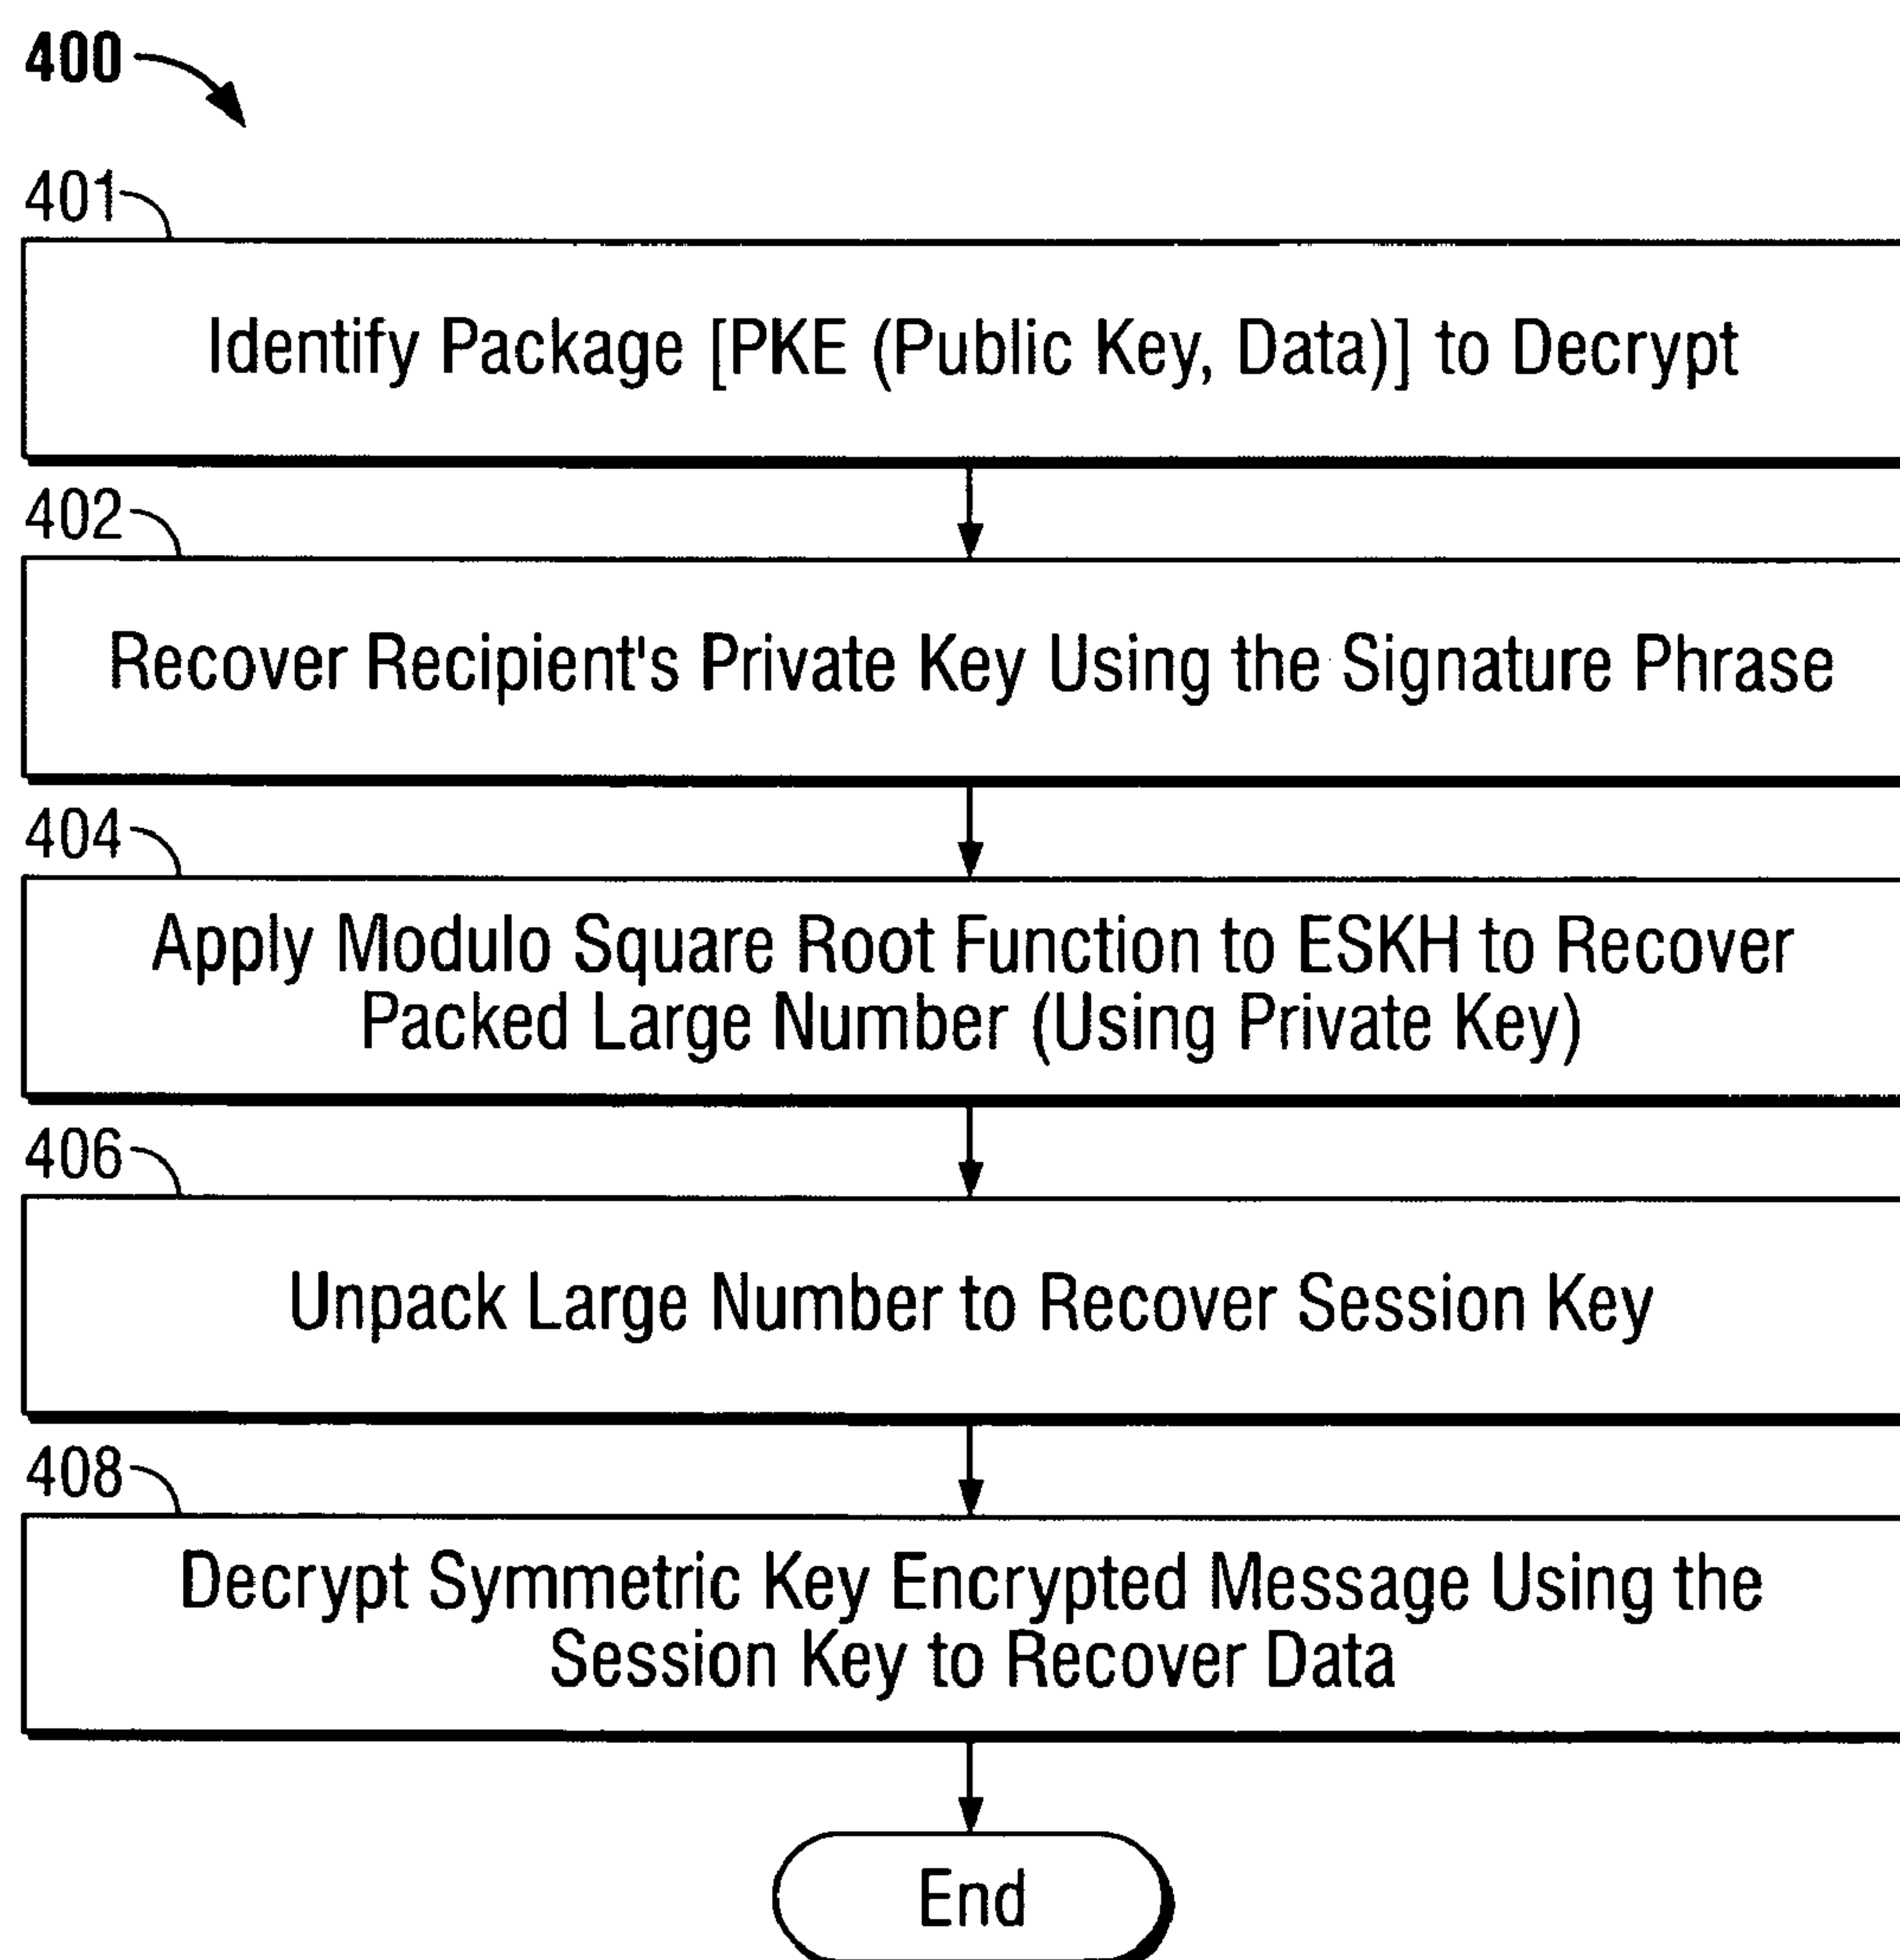 400
401
Identify Package [PKE (Public Key, Data)] to Decrypt
402
Recover Recipient's Private Key Using the Signature Phrase
404
Apply Modulo Square Root Function to ESKH to Recover
Packed Large Number (Using Private Key)
406
Unpack Large Number to Recover Session Key
408
Decrypt Symmetric Key Encrypted Message Using the
Session Key to Recover Data
End